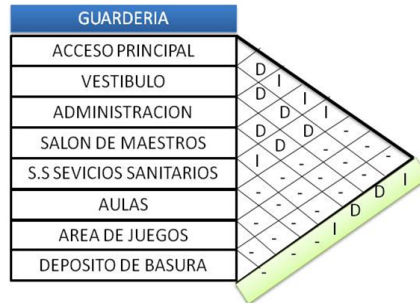 GUARDERIA
ACCESO PRINCIPAL
VESTIBULO
ADMINISTRACION
SALON DE MAESTROS
S.S SEVICIOS SANITARIOS
AULAS
AREA DE JUEGOS
DEPOSITO DE BASURA
D
I
D I
D I
D D -
D - -
I - - -
- - - I
- - D
- - D
- - I
- -
-
-